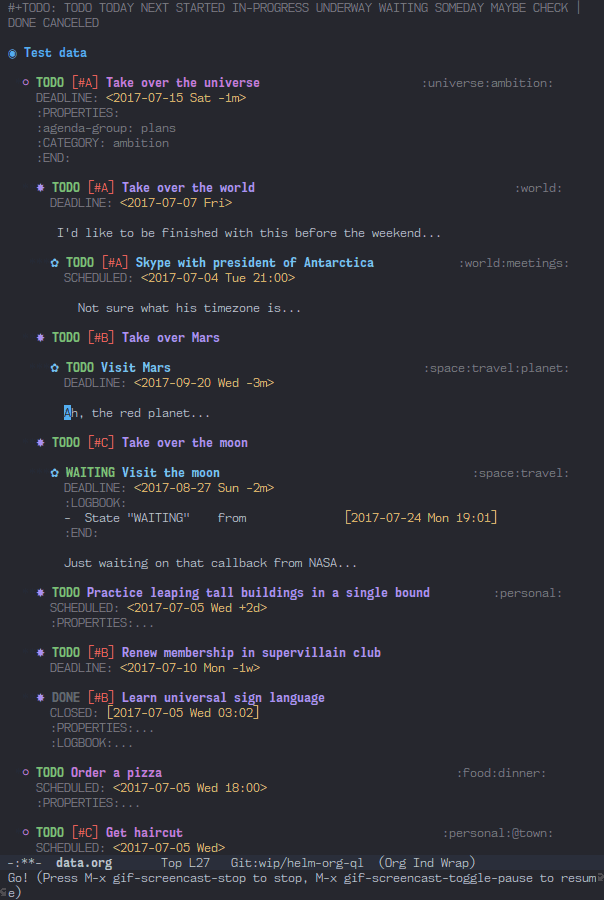 #+TODO: TODO TODAY NEXT STARTED IN-PROGRESS UNDERWAY WAITING SOMEDAY MAYBE CHECK |
DONE CANCELED
◉ Test data
○ TODO [#A] Take over the universe :universe:ambition:
DEADLINE: <2017-07-15 Sat -1m>
:PROPERTIES:
:agenda-group: plans
:CATEGORY: ambition
:END:
✸ TODO [#A] Take over the world :world:
DEADLINE: <2017-07-07 Fri>
I'd like to be finished with this before the weekend...
✿ TODO [#A] Skype with president of Antarctica :world:meetings:
SCHEDULED: <2017-07-04 Tue 21:00>
Not sure what his timezone is...
✸ TODO [#B] Take over Mars
✿ TODO Visit Mars :space:travel:planet:
DEADLINE: <2017-09-20 Wed -3m>
Ah, the red planet...
✸ TODO [#C] Take over the moon
✿ WAITING Visit the moon :space:travel:
DEADLINE: <2017-08-27 Sun -2m>
:LOGBOOK:
- State "WAITING" from [2017-07-24 Mon 19:01]
:END:
Just waiting on that callback from NASA...
✸ TODO Practice leaping tall buildings in a single bound :personal:
SCHEDULED: <2017-07-05 Wed +2d>
:PROPERTIES:...
✸ TODO [#B] Renew membership in supervillain club
DEADLINE: <2017-07-10 Mon -1w>
✸ DONE [#B] Learn universal sign language
CLOSED: [2017-07-05 Wed 03:02]
:PROPERTIES:...
:LOGBOOK:...
○ TODO Order a pizza :food:dinner:
SCHEDULED: <2017-07-05 Wed 18:00>
:PROPERTIES:...
○ TODO [#C] Get haircut :personal:@town:
SCHEDULED: <2017-07-05 Wed>
-:**- data.org Top L27 Git:wip/helm-org-ql (Org Ind Wrap)
Go! (Press M-x gif-screencast-stop to stop, M-x gif-screencast-toggle-pause to resum
e)